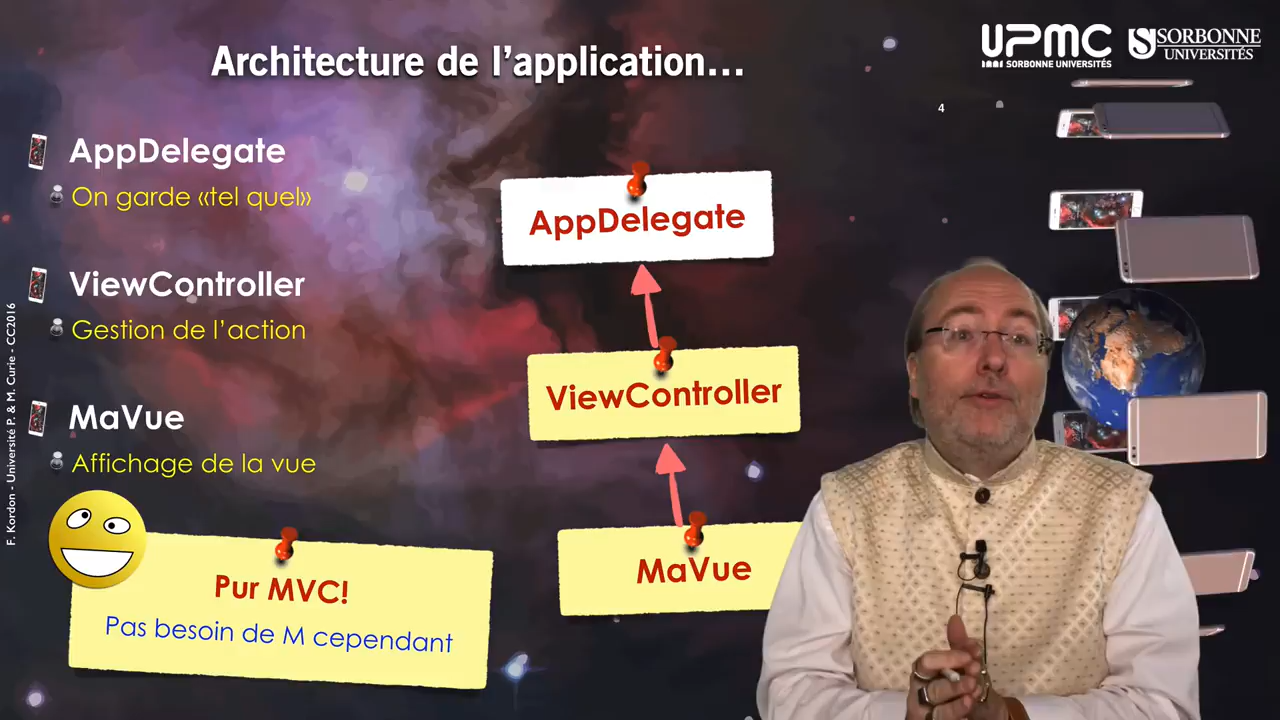 Architecture de l'application...
UPMC
SORBONNE UNIVERSITÉS
SORBONNE
UNIVERSITÉS
4
AppDelegate
On garde «tel quel»
ViewController
Gestion de l'action
MaVue
Affichage de la vue
Pur MVC!
Pas besoin de M cependant
AppDelegate
ViewController
MaVue
F. Kordon - Université P. & M. Curie - CC2016